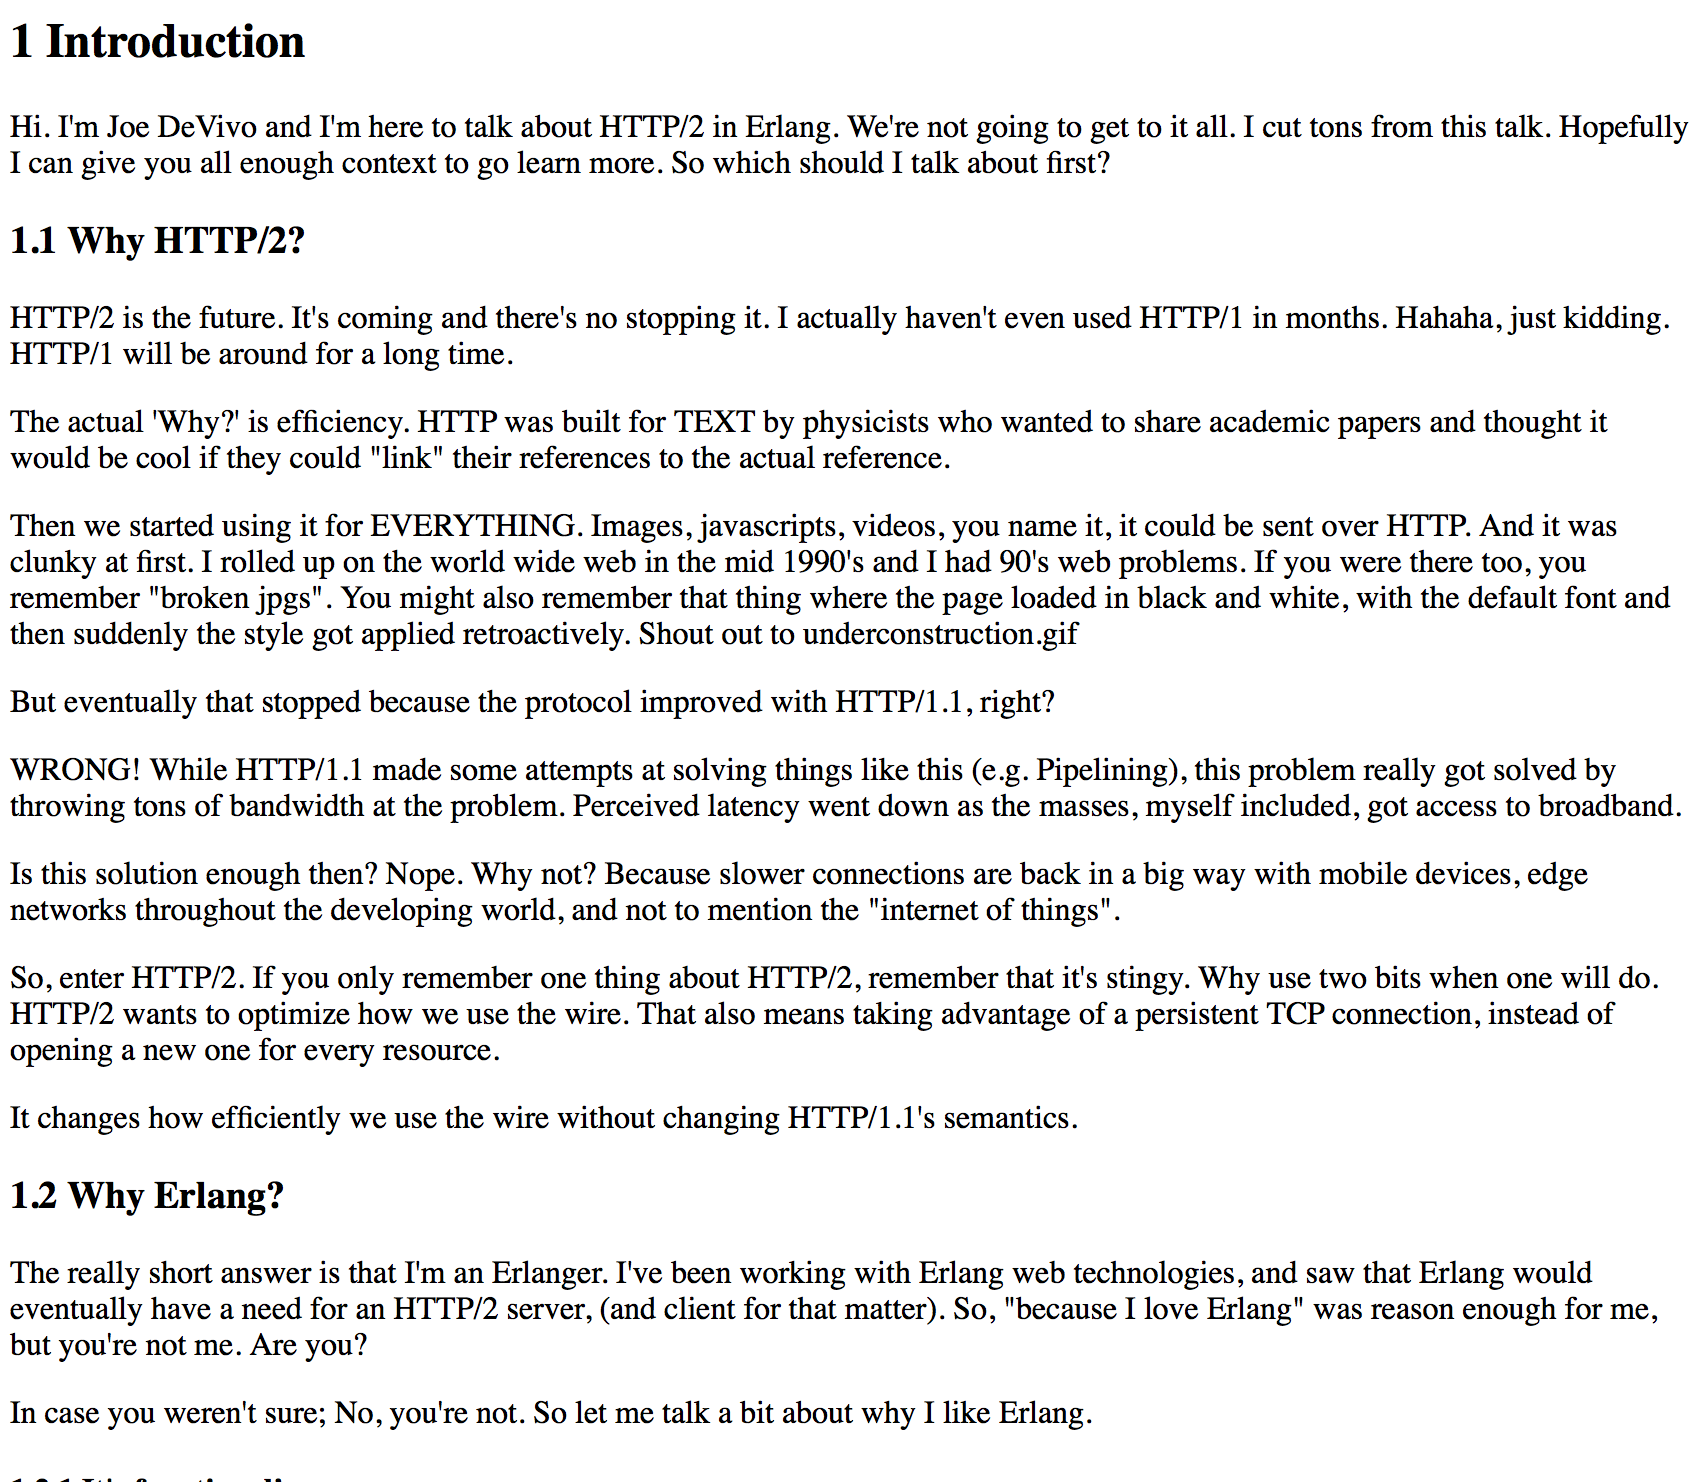 1 Introduction
Hi. I'm Joe DeVivo and I'm here to talk about HTTP/2 in Erlang. We're not going to get to it all. I cut tons from this talk. Hopefully
I can give you all enough context to go learn more. So which should I talk about first?
1.1 Why HTTP/2?
HTTP/2 is the future. It's coming and there's no stopping it. I actually haven't even used HTTP/1 in months. Hahaha, just kidding.
HTTP/1 will be around for a long time.
The actual 'Why?' is efficiency. HTTP was built for TEXT by physicists who wanted to share academic papers and thought it
would be cool if they could "link" their references to the actual reference.
Then we started using it for EVERYTHING. Images, javascripts, videos, you name it, it could be sent over HTTP. And it was
clunky at first. I rolled up on the world wide web in the mid 1990's and I had 90's web problems. If you were there too, you
remember "broken jpgs". You might also remember that thing where the page loaded in black and white, with the default font and
then suddenly the style got applied retroactively. Shout out to underconstruction.gif
But eventually that stopped because the protocol improved with HTTP/1.1, right?
WRONG! While HTTP/1.1 made some attempts at solving things like this (e.g. Pipelining), this problem really got solved by
throwing tons of bandwidth at the problem. Perceived latency went down as the masses, myself included, got access to broadband.
Is this solution enough then? Nope. Why not? Because slower connections are back in a big way with mobile devices, edge
networks throughout the developing world, and not to mention the "internet of things".
So, enter HTTP/2. If you only remember one thing about HTTP/2, remember that it's stingy. Why use two bits when one will do.
HTTP/2 wants to optimize how we use the wire. That also means taking advantage of a persistent TCP connection, instead of
opening a new one for every resource.
It changes how efficiently we use the wire without changing HTTP/1.1's semantics.
1.2 Why Erlang?
The really short answer is that I'm an Erlanger. I've been working with Erlang web technologies, and saw that Erlang would
eventually have a need for an HTTP/2 server, (and client for that matter). So, "because I love Erlang" was reason enough for me,
but you're not me. Are you?
In case you weren't sure; No, you're not. So let me talk a bit about why I like Erlang.